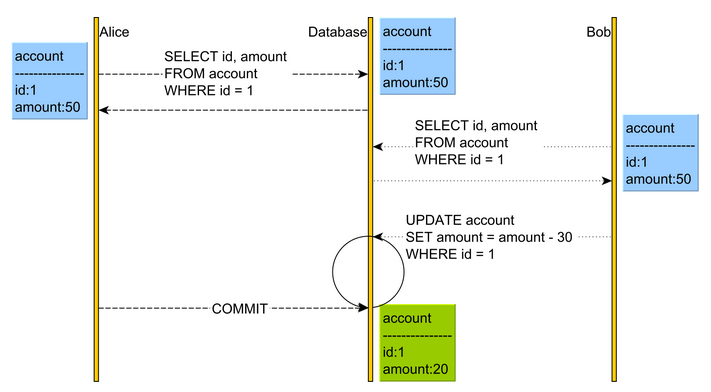 Alice
Database
Bob
account
---------------
id:1
amount:50
SELECT id, amount
FROM account
WHERE id = 1
account
---------------
id:1
amount:50
SELECT id, amount
FROM account
WHERE id = 1
account
---------------
id:1
amount:50
UPDATE account
SET amount = amount - 30
WHERE id = 1
COMMIT
account
---------------
id:1
amount:20